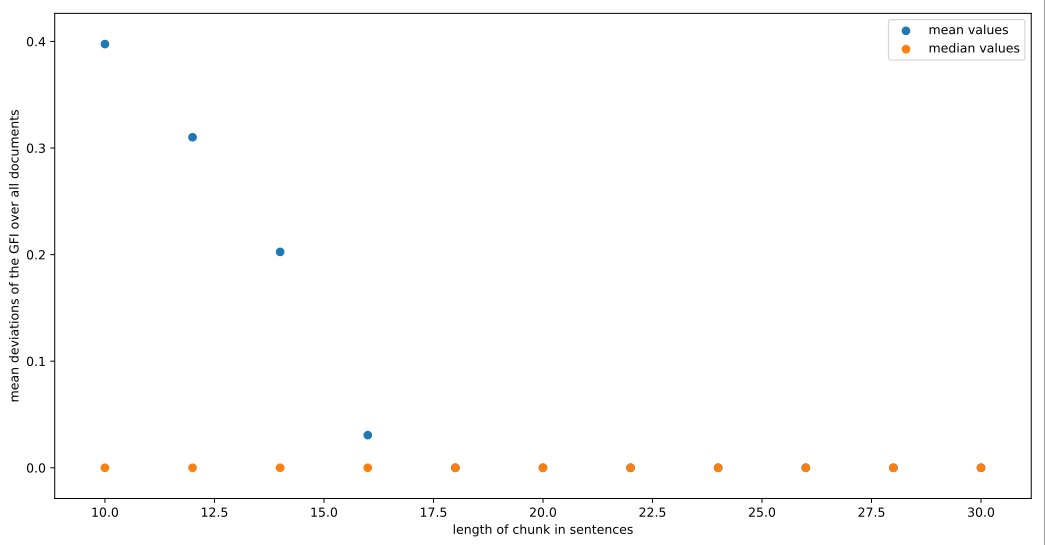 mean values
median values
0.4
0.3
0.2
0.1
0.0
mean deviations of the GFI over all documents
10.0 12.5 15.0 17.5 20.0 22.5 25.0 27.5 30.0
length of chunk in sentences